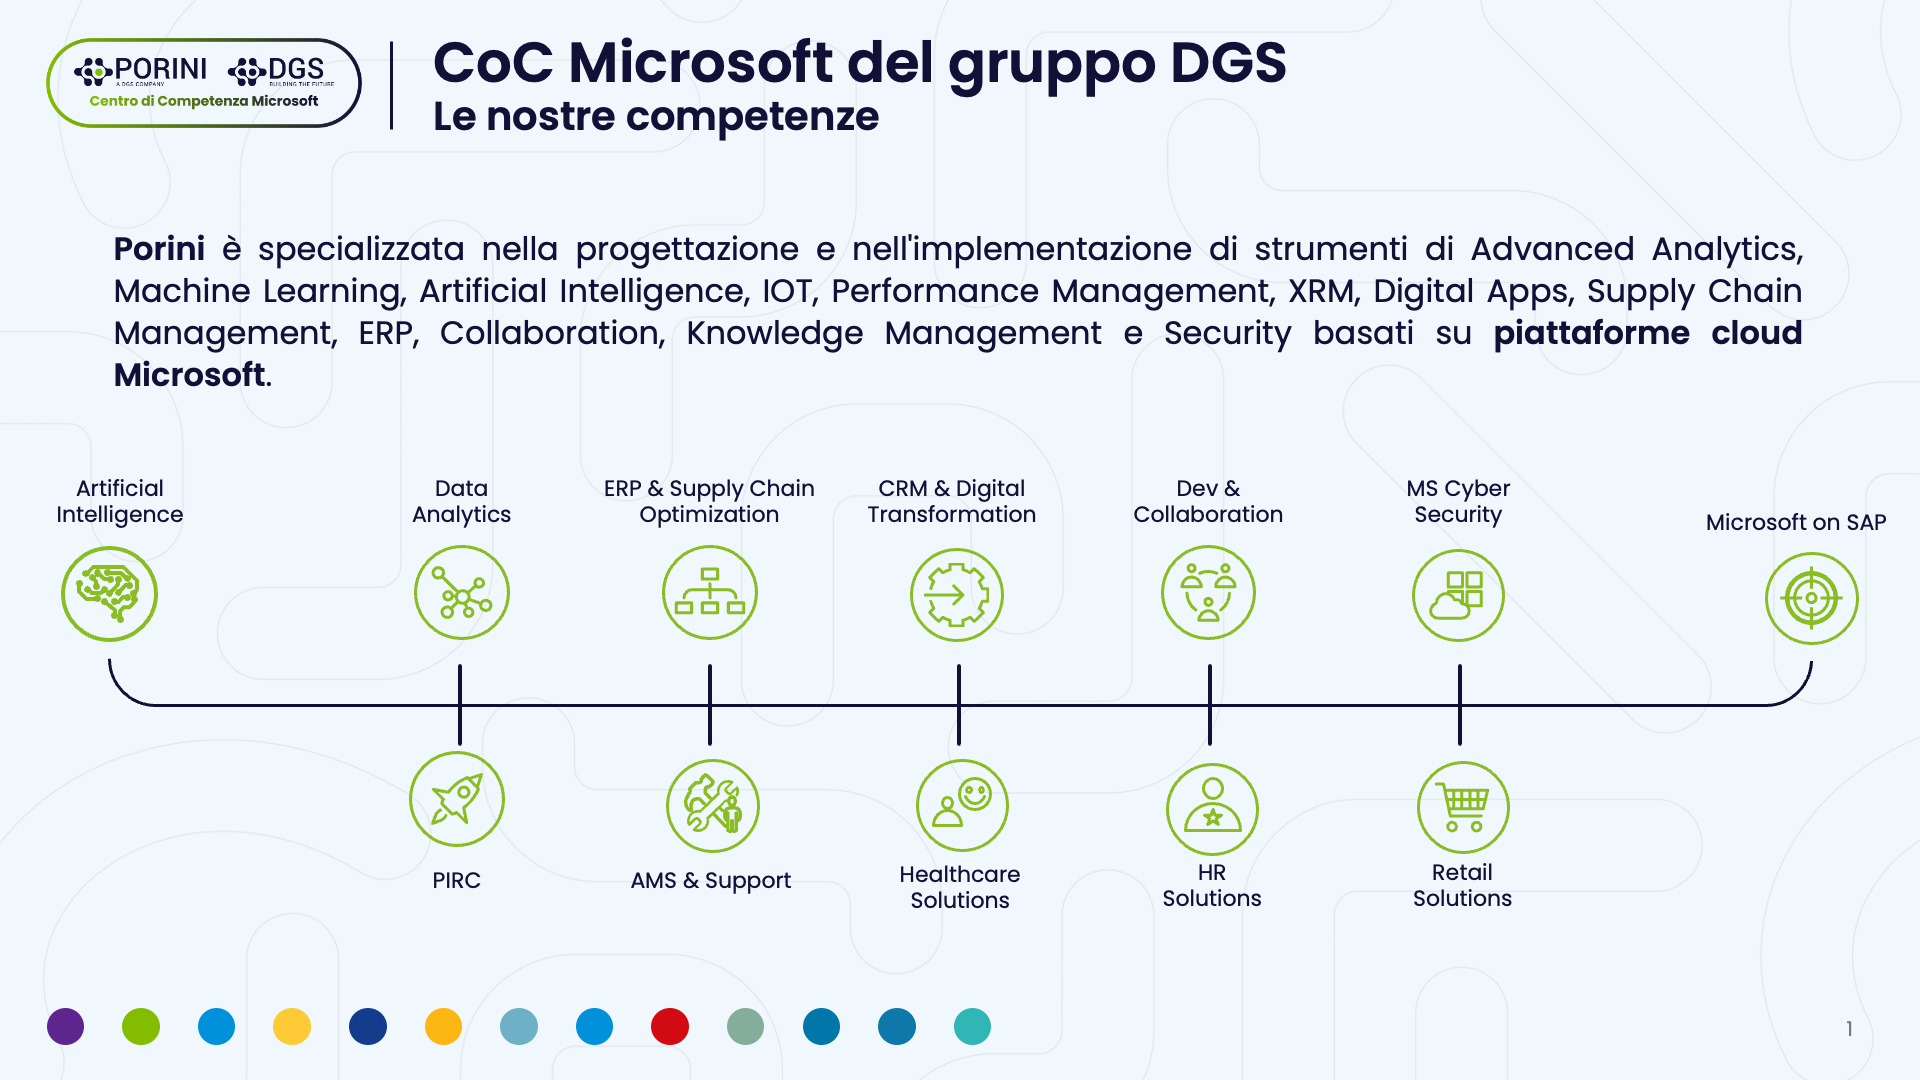 PORINI
A DGS COMPANY
DGS
BUILDING THE FUTURE
Centro di Competenza Microsoft
CoC Microsoft del gruppo DGS
Le nostre competenze
Porini è specializzata nella progettazione e nell'implementazione di strumenti di Advanced Analytics,
Machine Learning, Artificial Intelligence, IOT, Performance Management, XRM, Digital Apps, Supply Chain
Management, ERP, Collaboration, Knowledge Management e Security basati su piattaforme cloud
Microsoft.
Artificial
Intelligence
Data
Analytics
ERP & Supply Chain
Optimization
CRM & Digital
Transformation
Dev &
Collaboration
MS Cyber
Security
Microsoft on SAP
PIRC
AMS & Support
Healthcare
Solutions
HR
Solutions
Retail
Solutions
1